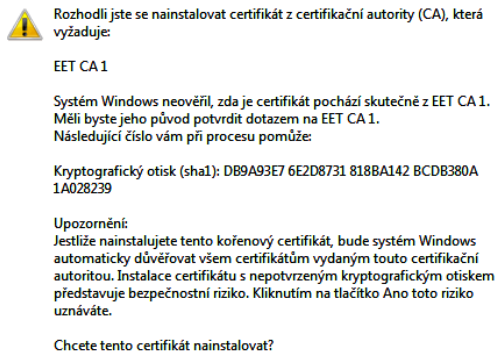 Rozhodli jste se nainstalovat certifikát z certifikační autority (CA), která
vyžaduje:
EET CA 1
Systém Windows neověřil, zda je certifikát pochází skutečně z EET CA 1.
Měli byste jeho původ potvrdit dotazem na EET CA 1.
Následující číslo vám při procesu pomůže:
Kryptografický otisk (sha1): DB9A93E7 6E2D8731 818BA142 BCDB380A
1A028239
Upozornění:
Jestliže nainstalujete tento kořenový certifikát, bude systém Windows
automaticky důvěřovat všem certifikátům vydaným touto certifikační
autoritou. Instalace certifikátu s nepotvrzeným kryptografickým otiskem
představuje bezpečnostní riziko. Kliknutím na tlačítko Ano toto riziko
uznáváte.
Chcete tento certifikát nainstalovat?